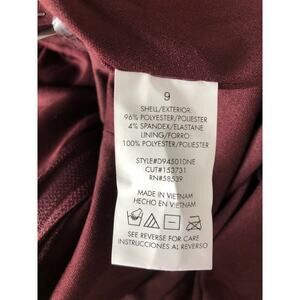 9
SHELL/EXTERIOR:
96% POLYESTER/POLIESTER
4% SPANDEX/ELASTANE
LINING/FORRO:
100% POLYESTER/POLIESTER
STYLE#D94501DNE
CUT#153731
RN#58539
MADE IN VIETNAM
HECHO EN VIETNAM
SEE REVERSE FOR CARE
INSTRUCCIONES AL REVERSO